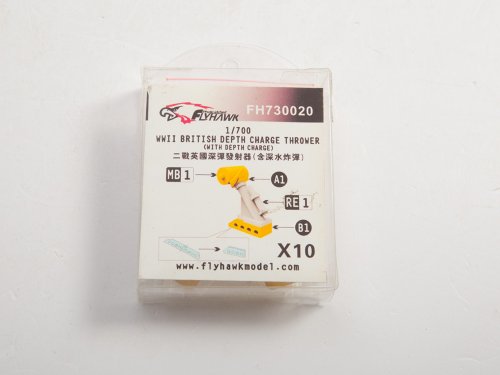 FLYHAWK
FH730020
1/700
WWII BRITISH DEPTH CHARGE THROWER
(WITH DEPTH CHARGE)
二戰英國深彈發射器(含深水炸彈)
MB 1
A1
RE 1
B1
X10
www.flyhawkmodel.com